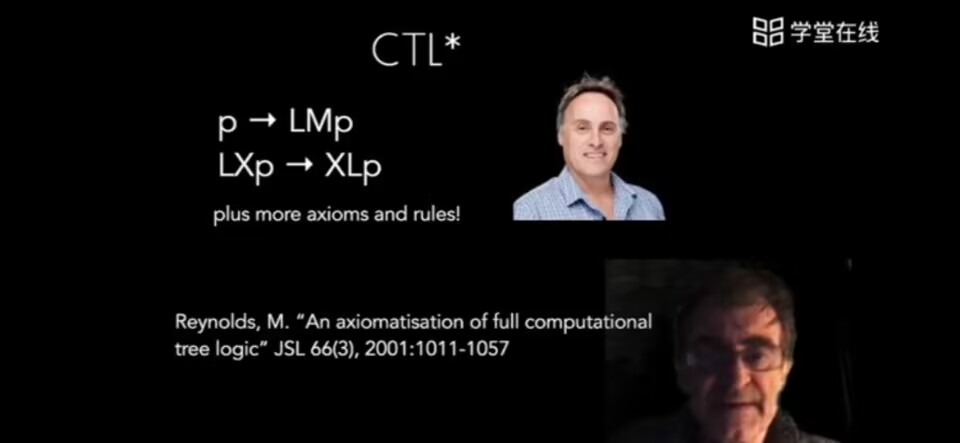 CTL*
学堂在线
p → LMp
LXp → XLp
plus more axioms and rules!
Reynolds, M. “An axiomatisation of full computational
tree logic” JSL 66(3), 2001:1011-1057